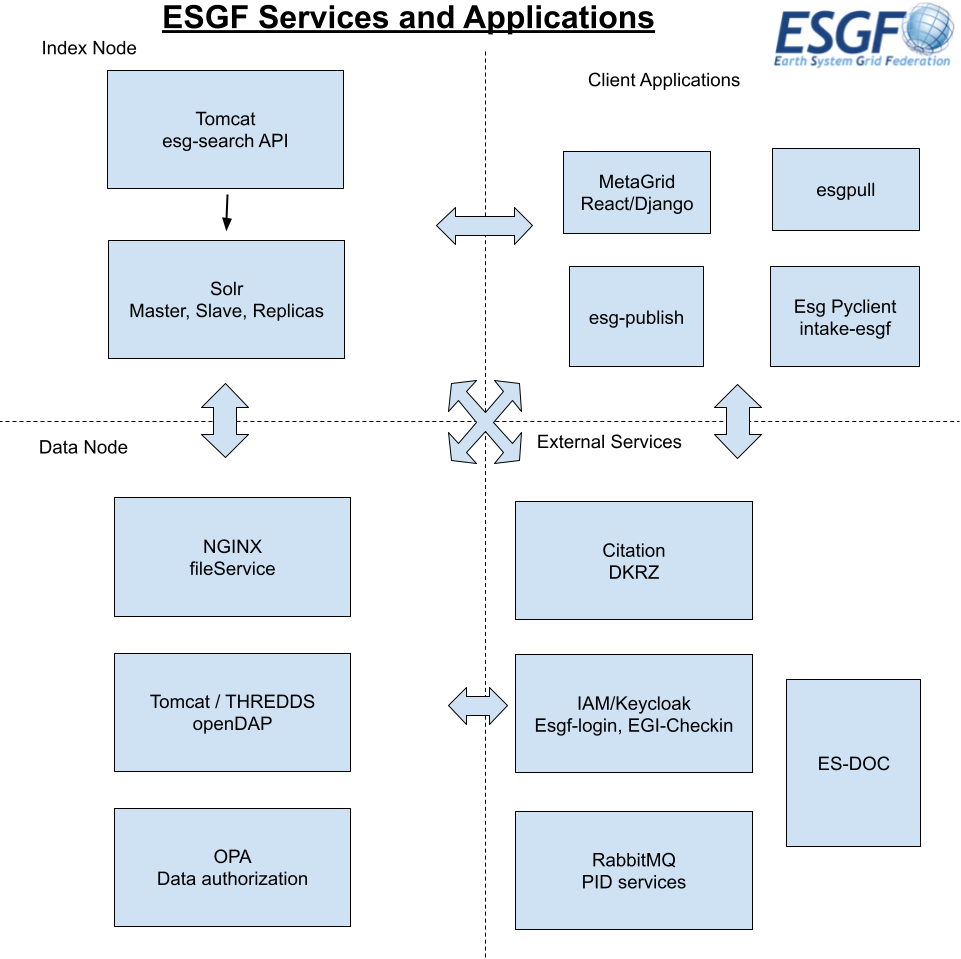 ESGF Services and Applications
ESGF
Earth System Grid Federation
Index Node
Tomcat
esg-search API
Solr
Master, Slave, Replicas
Client Applications
MetaGrid
React/Django
esgpull
esg-publish
Esg Pyclient
intake-esgf
Data Node
NGINX
fileService
Tomcat / THREDDS
openDAP
OPA
Data authorization
External Services
Citation
DKRZ
IAM/Keycloak
Esgf-login, EGI-Checkin
ES-DOC
RabbitMQ
PID services